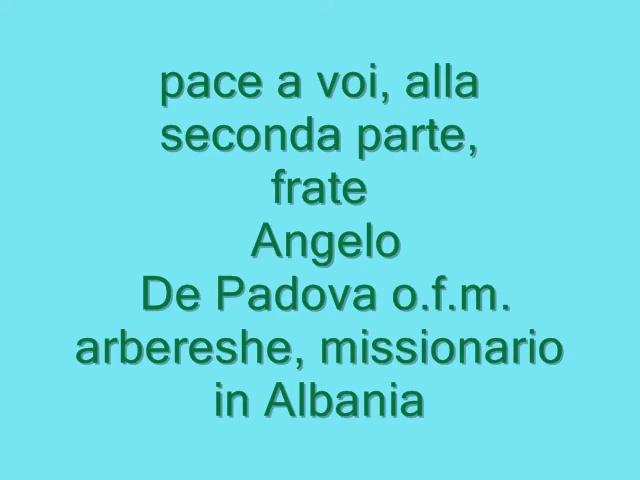 pace a voi, alla
seconda parte,
frate
Angelo
De Padova o.f.m.
arbereshe, missionario
in Albania